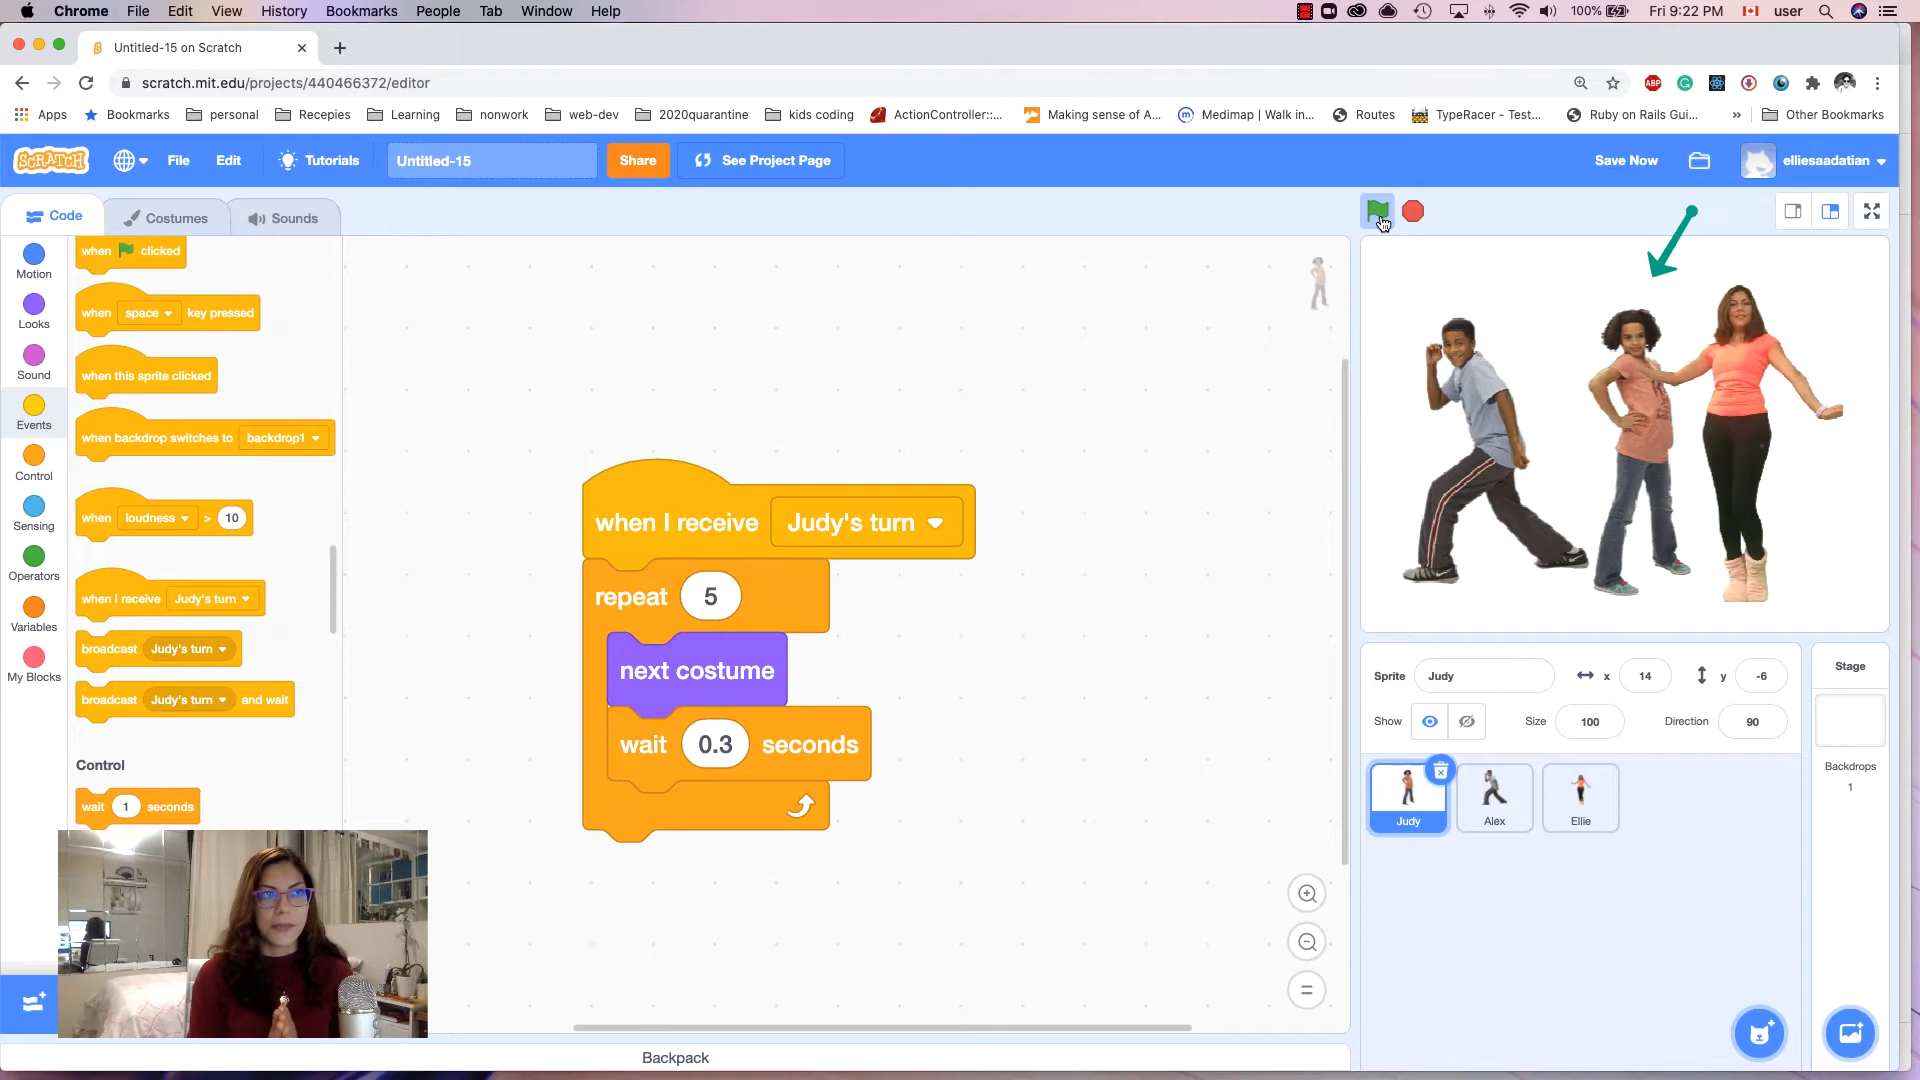 Chrome File Edit View History Bookmarks People Tab Window Help 100% Fri 9:22 PM user
Untitled-15 on Scratch
scratch.mit.edu/projects/440466372/editor ABP
Apps Bookmarks personal Recepies Learning nonwork web-dev 2020quarantine kids coding ActionController::... Making sense of A... Medimap | Walk in... Routes TypeRacer - Test... Ruby on Rails Gui... » Other Bookmarks
SCRATCH File Edit Tutorials Untitled-15 Share See Project Page Save Now elliesaadatian
Code Costumes Sounds
Motion
Looks
Sound
Events
Control
Sensing
Operators
Variables
My Blocks
when clicked
when space key pressed
when this sprite clicked
when backdrop switches to backdrop1
when loudness > 10
when I receive Judy's turn
broadcast Judy's turn
broadcast Judy's turn and wait
Control
wait 1 seconds
when I receive Judy's turn
repeat 5
next costume
wait 0.3 seconds
Backpack
Sprite Judy x 14 y -6
Show Size 100 Direction 90
Judy Alex Ellie
Stage
Backdrops
1